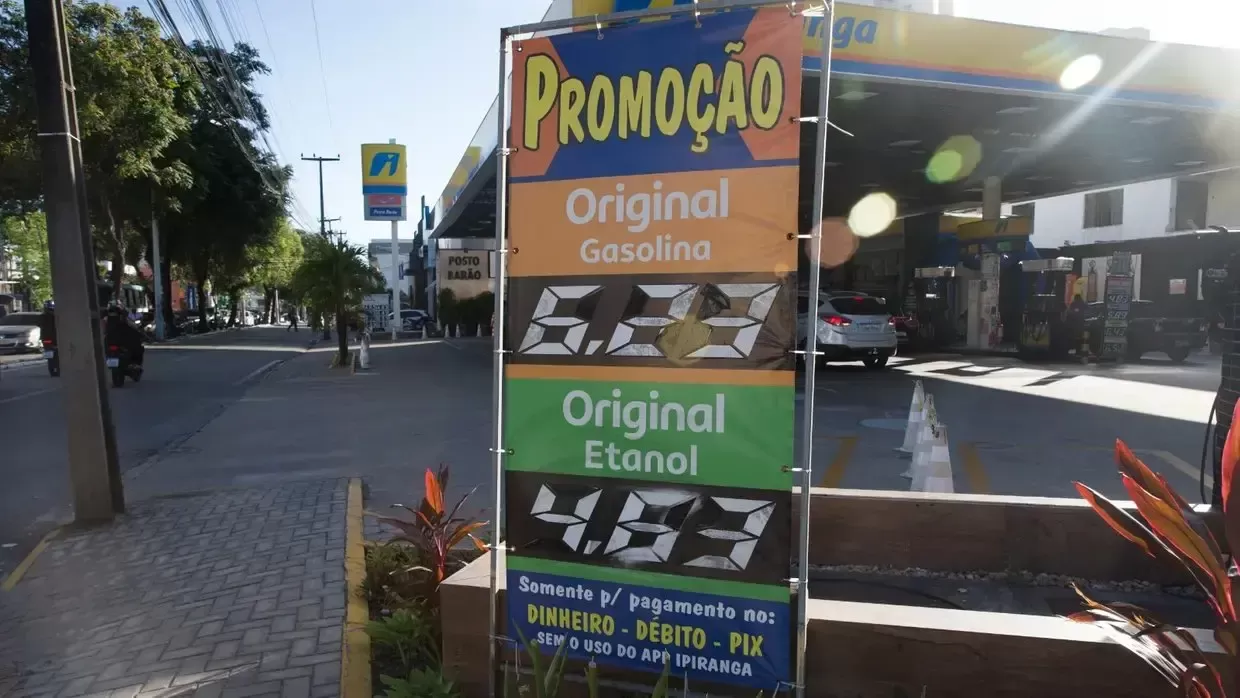 Promoção
Original
Gasolina
6.23
Original
Etanol
4.83
Somente p/ pagamento no:
DINHEIRO - DÉBITO - PIX
SEM O USO DO APP IPIRANGA
POSTO
BARÃO